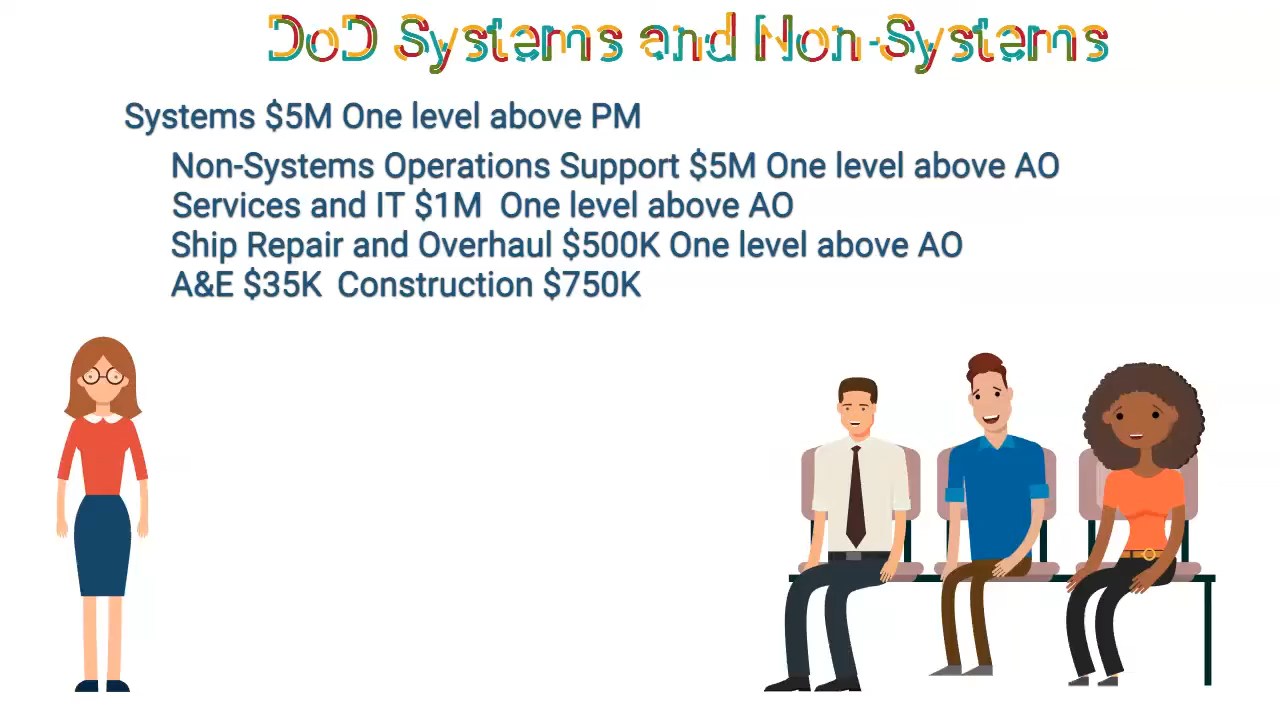 DoD Systems and Non-Systems
Systems $5M One level above PM
Non-Systems Operations Support $5M One level above AO
Services and IT $1M One level above AO
Ship Repair and Overhaul $500K One level above AO
A&E $35K Construction $750K